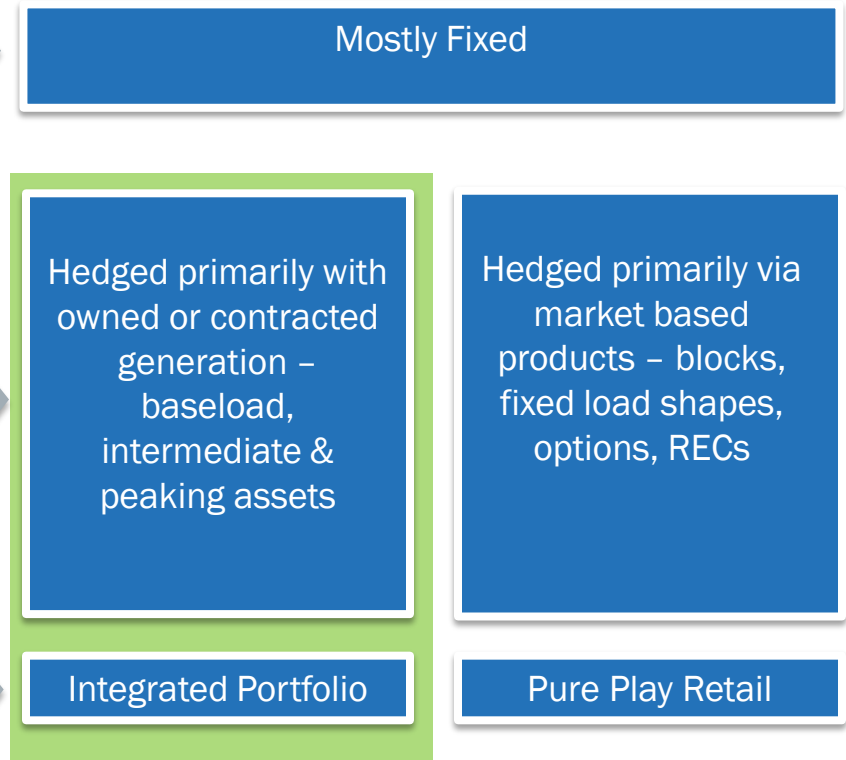 Mostly Fixed
Hedged primarily with
owned or contracted
generation –
baseload,
intermediate &
peaking assets
Hedged primarily via
market based
products – blocks,
fixed load shapes,
options, RECs
Integrated Portfolio
Pure Play Retail